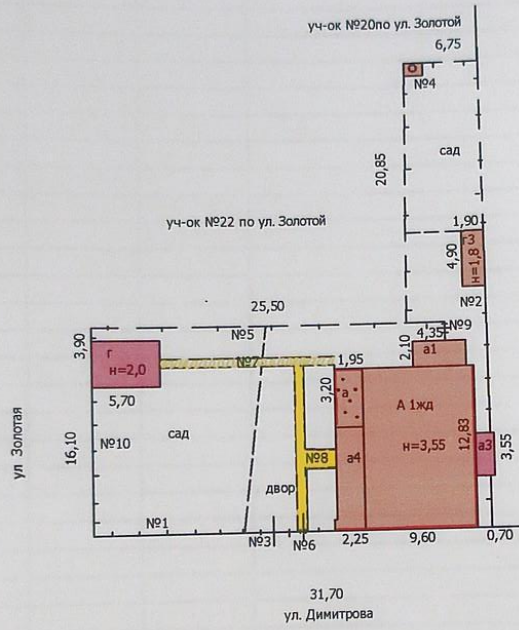 уч-ок №20по ул. Золотой
6,75
№4
сад
20,85
уч-ок №22 по ул. Золотой
1,90
г3
н=1,8
4,90
№2
25,50
№5
№9
4,35
3,90
г
н=2,0
№7
1,95
2,10
а1
5,70
3,20
а
А 1жд
16,10
№10
сад
ул Золотая
н=3,55
12,83
а3
3,55
№8
а4
двор
№1
№3
№6
2,25
9,60
0,70
31,70
ул. Димитрова